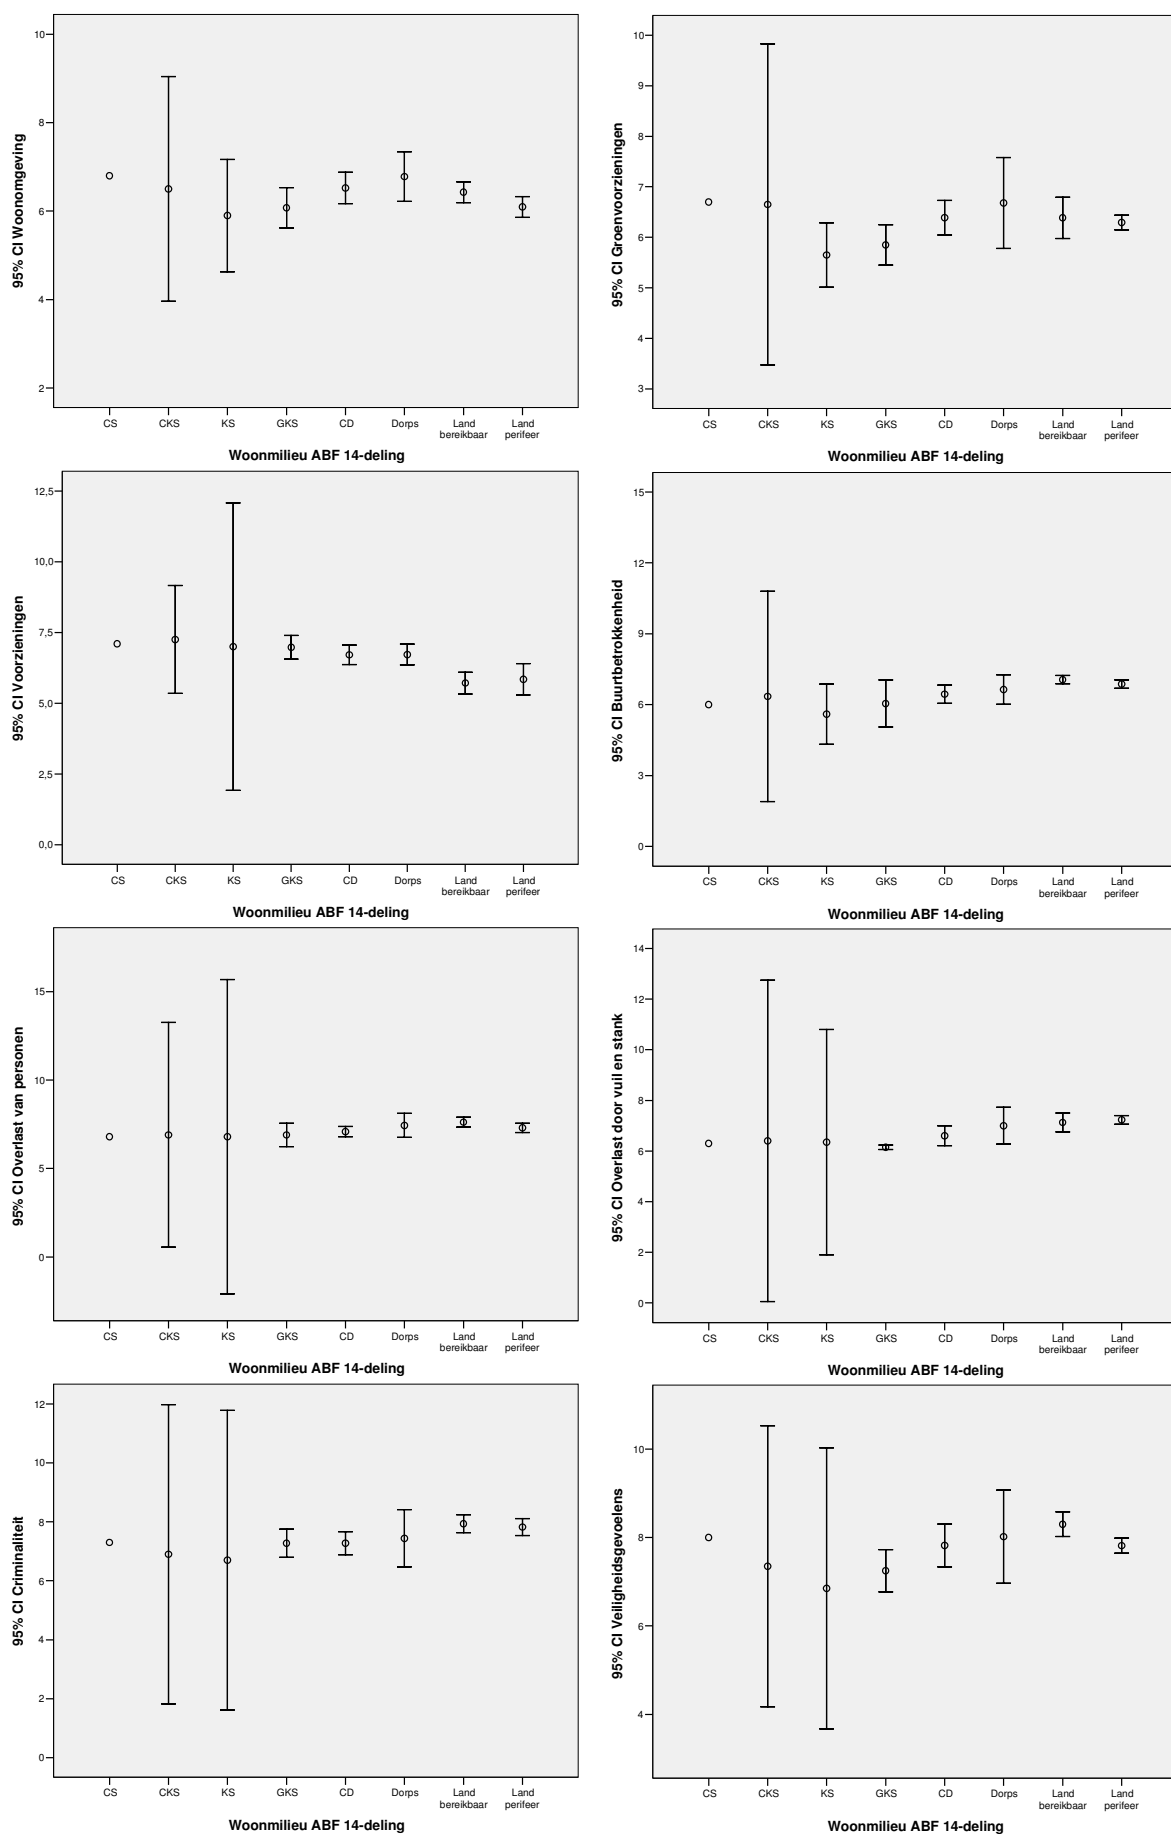 95% CI Woonomgeving
10
8
6
4
2
CS CKS KS GKS CD Dorps Land bereikbaar Land perifeer
Woonmilieu ABF 14-deling
95% CI Groenvoorzieningen
10
9
8
7
6
5
4
3
CS CKS KS GKS CD Dorps Land bereikbaar Land perifeer
Woonmilieu ABF 14-deling
95% CI Voorzieningen
12,5
10,0
7,5
5,0
2,5
0,0
CS CKS KS GKS CD Dorps Land bereikbaar Land perifeer
Woonmilieu ABF 14-deling
95% CI Buurtbetrokkenheid
15
12
9
6
3
0
CS CKS KS GKS CD Dorps Land bereikbaar Land perifeer
Woonmilieu ABF 14-deling
95% CI Overlast van personen
15
10
5
0
CS CKS KS GKS CD Dorps Land bereikbaar Land perifeer
Woonmilieu ABF 14-deling
95% CI Overlast door vuil en stank
14
12
10
8
6
4
2
0
CS CKS KS GKS CD Dorps Land bereikbaar Land perifeer
Woonmilieu ABF 14-deling
95% CI Criminaliteit
12
10
8
6
4
2
0
CS CKS KS GKS CD Dorps Land bereikbaar Land perifeer
Woonmilieu ABF 14-deling
95% CI Veiligheidsgevoelens
10
8
6
4
CS CKS KS GKS CD Dorps Land bereikbaar Land perifeer
Woonmilieu ABF 14-deling